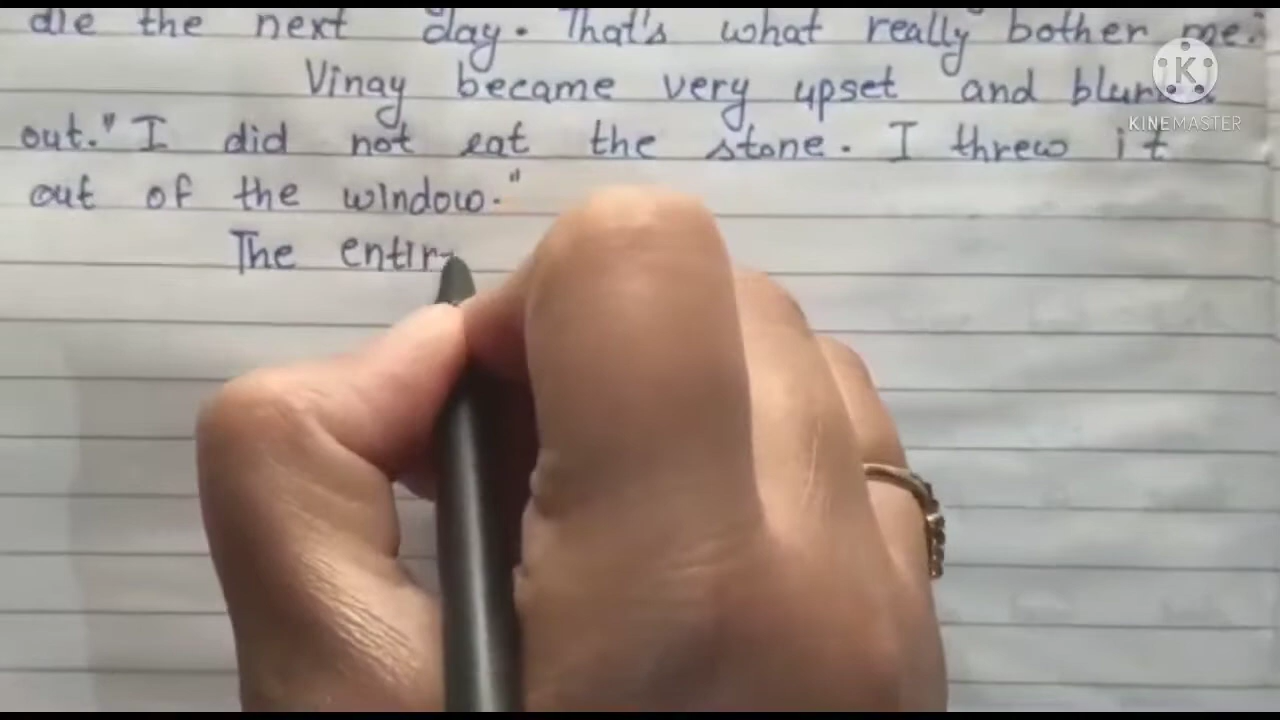 die the next day. That's what really bother me."
Vinay became very upset and
out." I did not eat the stone. I threw it
out of the window."
The entir
K
KINEMASTER